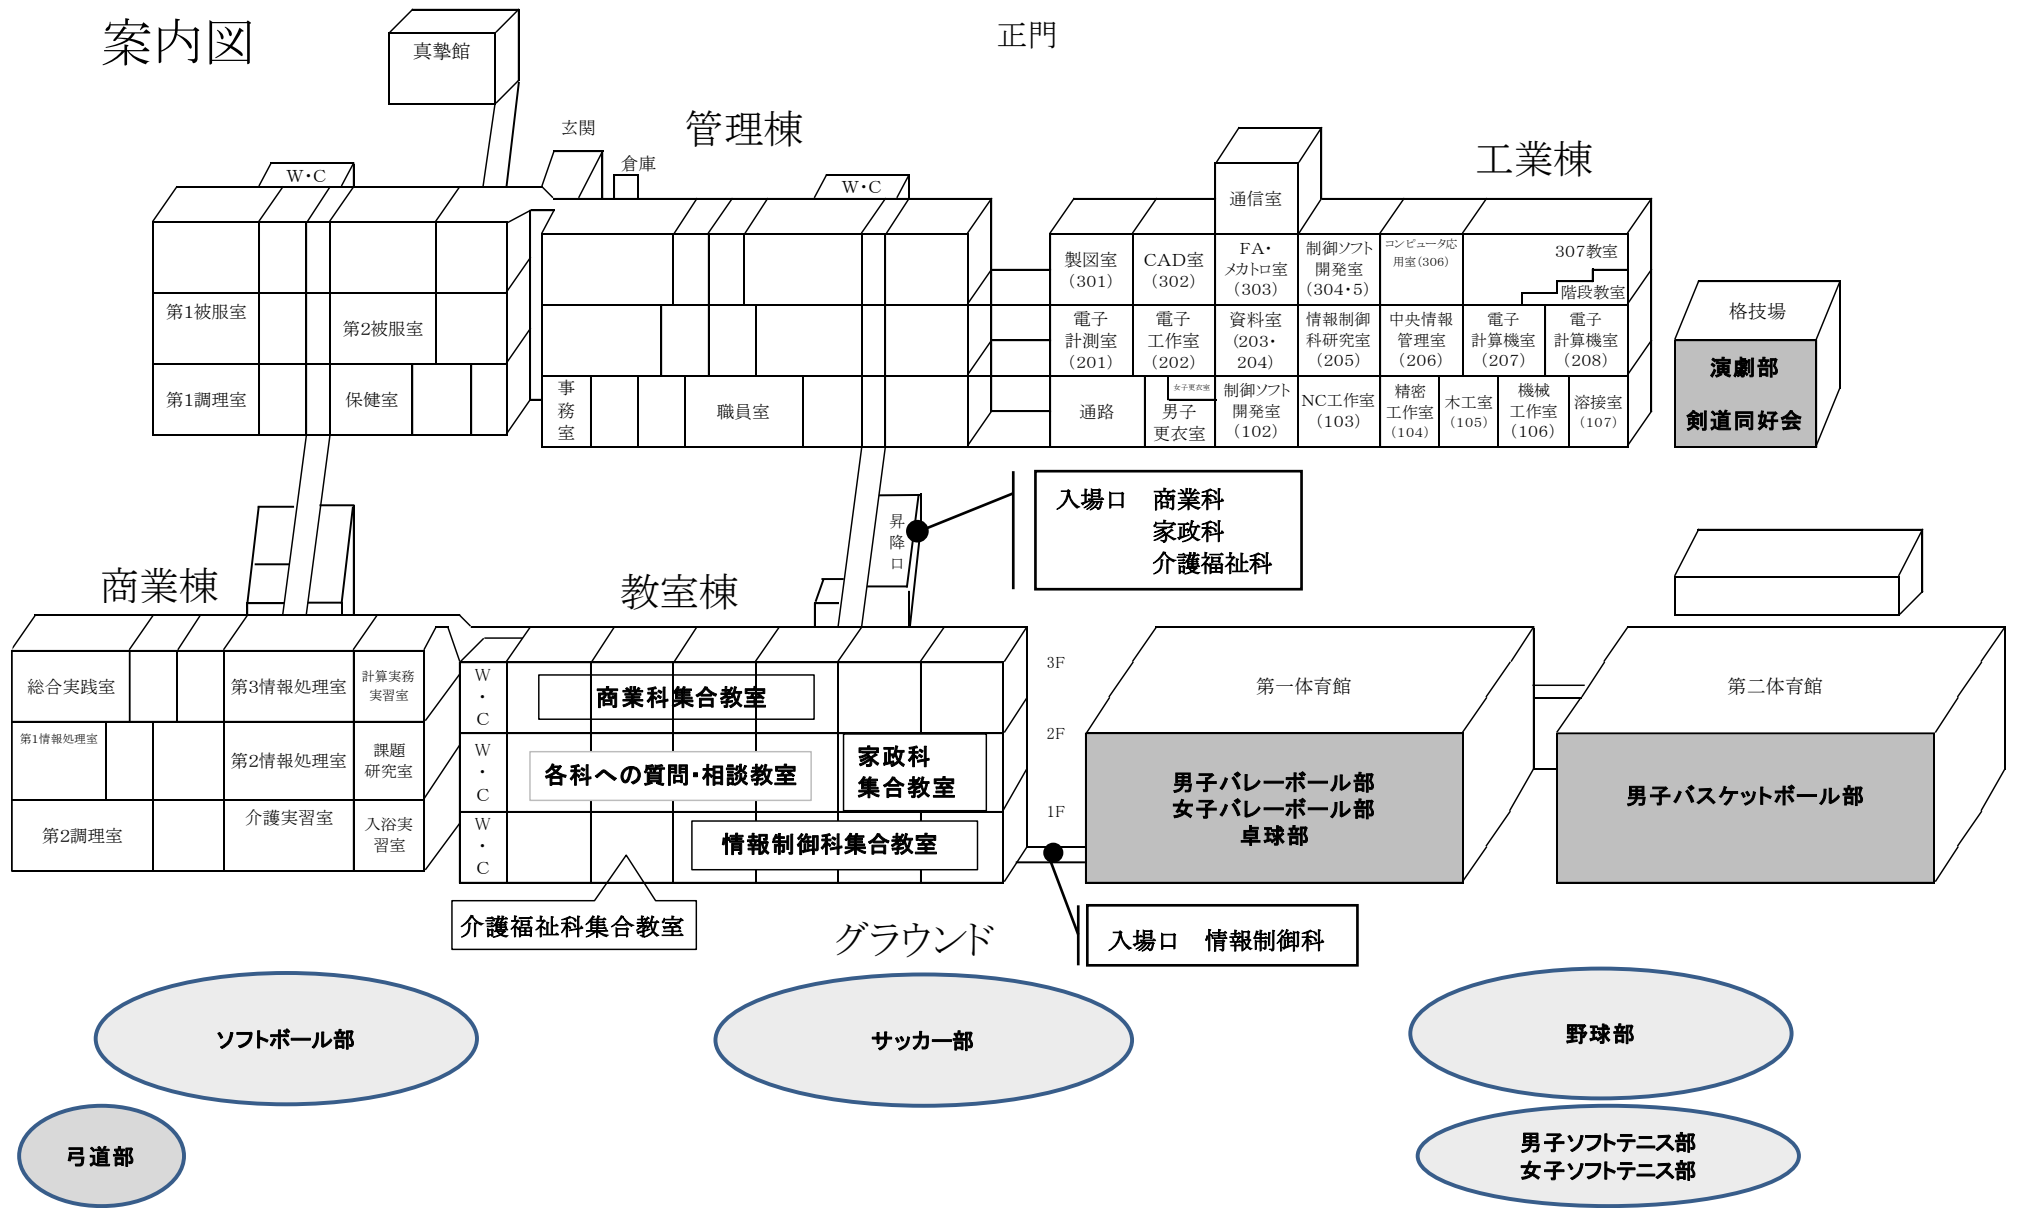 案内図
真摯館
正門
玄関
倉庫
管理棟
工業棟
W・C
W・C
通信室
第1被服室
第2被服室
第1調理室
保健室
事
務
室
職員室
製図室
（301）
CAD室
（302）
FA・
メカトロ室
（303）
制御ソフト
開発室
（304・5）
コンピュータ応
用室（306）
307教室
階段教室
電子
計測室
（201）
電子
工作室
（202）
資料室
（203・
204）
情報制御
科研究室
（205）
中央情報
管理室
（206）
電子
計算機室
（207）
電子
計算機室
（208）
通路
女子更衣室
男子
更衣室
制御ソフト
開発室
（102）
NC工作室
（103）
精密
工作室
（104）
木工室
（105）
機械
工作室
（106）
溶接室
（107）
格技場
演劇部
剣道同好会
入場口　商業科
家政科
介護福祉科
昇
降
口
商業棟
教室棟
総合実践室
第3情報処理室
計算実務
実習室
第1情報処理室
第2情報処理室
課題
研究室
第2調理室
介護実習室
入浴実
習室
W
・
C
W
・
C
W
・
C
商業科集合教室
各科への質問・相談教室
家政科
集合教室
情報制御科集合教室
介護福祉科集合教室
3F
2F
1F
第一体育館
男子バレーボール部
女子バレーボール部
卓球部
第二体育館
男子バスケットボール部
グラウンド
入場口　情報制御科
ソフトボール部
サッカー部
野球部
弓道部
男子ソフトテニス部
女子ソフトテニス部